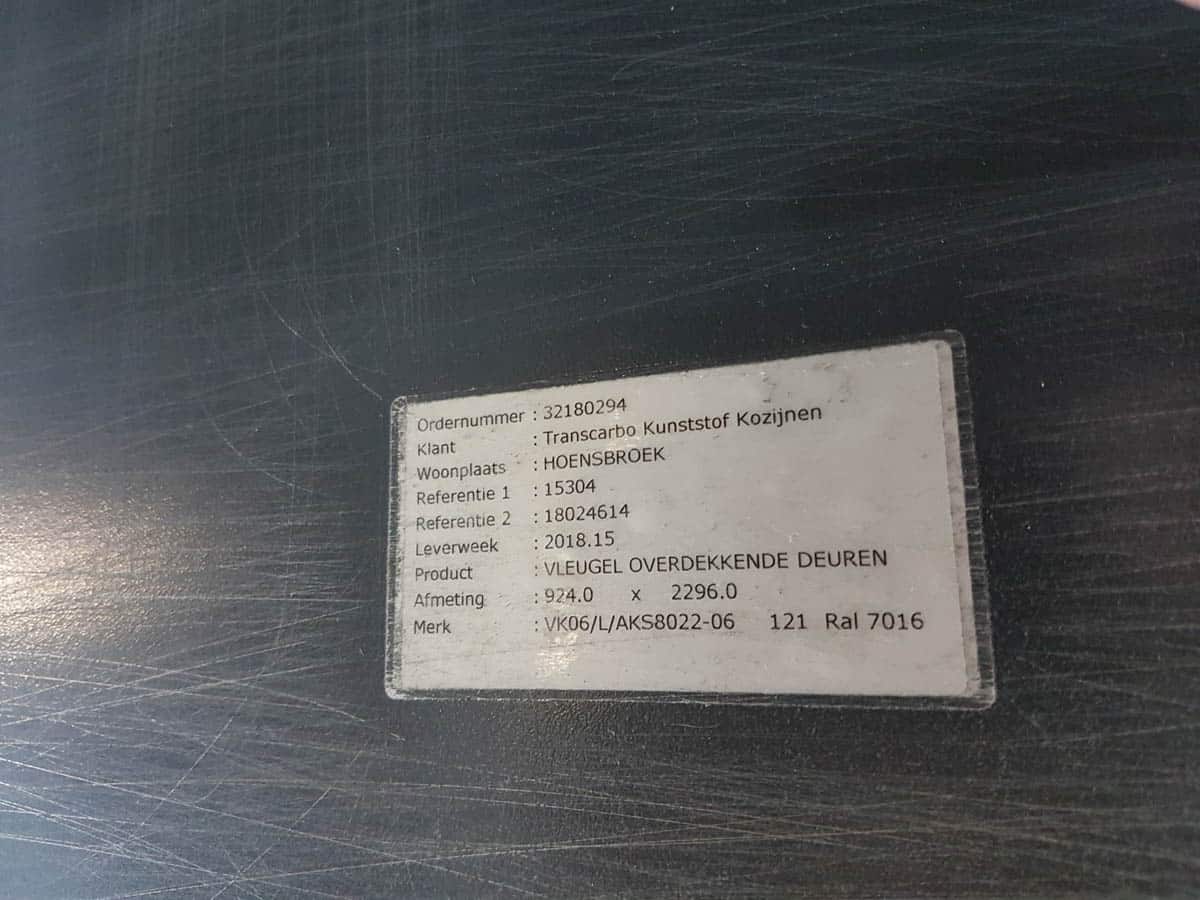 Ordernummer : 32180294
Klant : Transcarbo Kunststof Kozijnen
Woonplaats : HOENSBROEK
Referentie 1 : 15304
Referentie 2 : 18024614
Leverweek : 2018.15
Product : VLEUGEL OVERDEKKENDE DEUREN
Afmeting : 924.0 x 2296.0
Merk : VK06/L/AKS8022-06 121 Ral 7016